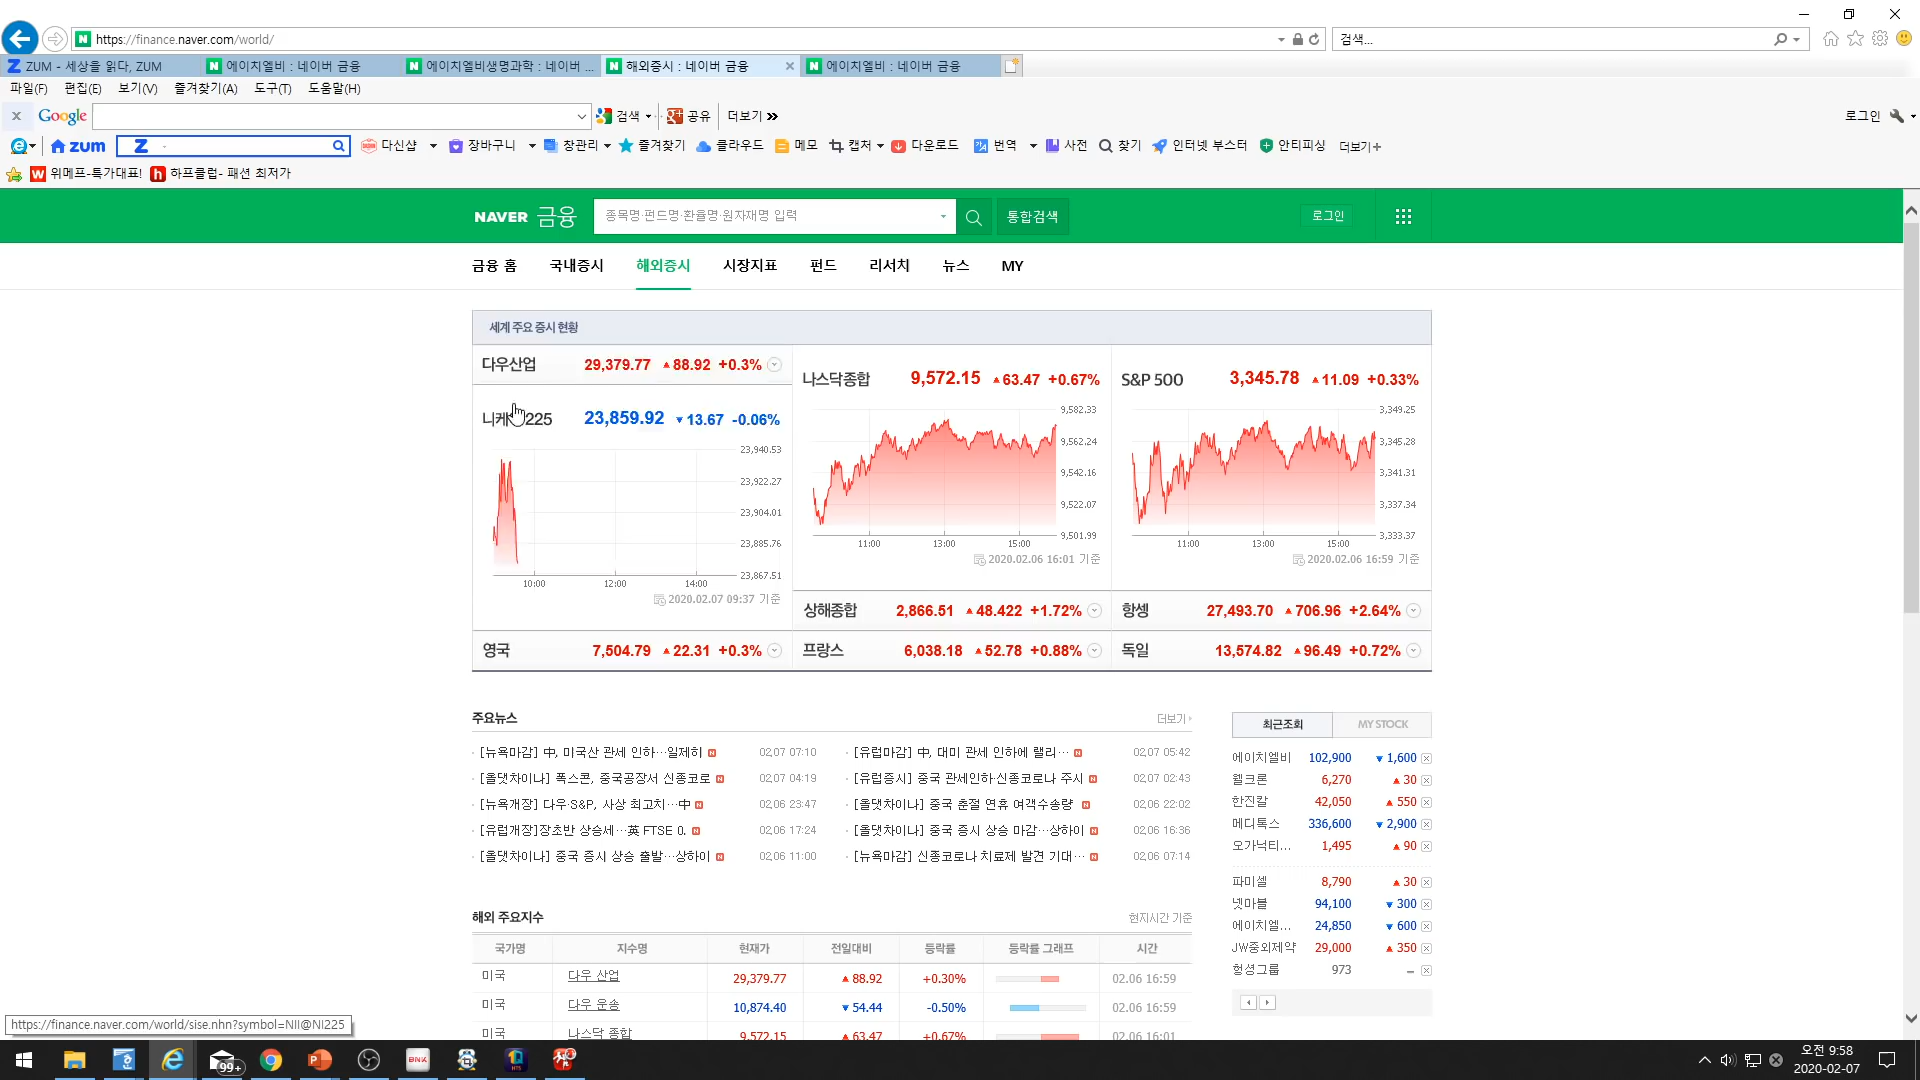 https://finance.naver.com/world/
검색...
ZUM - 세상을 읽다, ZUM
에이치엘비 : 네이버 금융
에이치엘비생명과학 : 네이버 ...
해외증시 : 네이버 금융
에이치엘비 : 네이버 금융
파일(F) 편집(E) 보기(V) 즐겨찾기(A) 도구(T) 도움말(H)
x Google 검색 공유 더보기 »
로그인
zum Z 다신샵 장바구니 창관리 즐겨찾기 클라우드 메모 캡처 다운로드 번역 사전 찾기 인터넷 부스터 안티피싱 더보기+
위메프-특가대표! 하프클럽- 패션 최저가
NAVER 금융 종목명·펀드명·환율명·원자재명 입력 통합검색 로그인
금융 홈 국내증시 해외증시 시장지표 펀드 리서치 뉴스 MY
세계 주요 증시 현황
다우산업 29,379.77 ▲88.92 +0.3%
225 23,859.92 ▼13.67 -0.06%
23,940.53
23,922.27
23,904.01
23,885.76
23,867.51
10:00 12:00 14:00
2020.02.07 09:37 기준
나스닥종합 9,572.15 ▲63.47 +0.67%
9,582.33
9,562.24
9,542.16
9,522.07
9,501.99
11:00 13:00 15:00
2020.02.06 16:01 기준
S&P 500 3,345.78 ▲11.09 +0.33%
3,349.25
3,345.28
3,341.31
3,337.34
3,333.37
11:00 13:00 15:00
2020.02.06 16:59 기준
상해종합 2,866.51 ▲48.422 +1.72%
항셍 27,493.70 ▲706.96 +2.64%
영국 7,504.79 ▲22.31 +0.3%
프랑스 6,038.18 ▲52.78 +0.88%
독일 13,574.82 ▲96.49 +0.72%
주요뉴스 더보기
[뉴욕마감] 中, 미국산 관세 인하…일제히 02.07 07:10
[유럽마감] 中, 대미 관세 인하에 랠리… 02.07 05:42
[올댓차이나] 폭스콘, 중국공장서 신종코로 02.07 04:19
[유럽증시] 중국 관세인하·신종코로나 주시 02.07 02:43
[뉴욕개장] 다우·S&P, 사상 최고치…中 02.06 23:47
[올댓차이나] 중국 춘절 연휴 여객수송량 02.06 22:02
[유럽개장]장초반 상승세…英 FTSE 0. 02.06 17:24
[올댓차이나] 중국 증시 상승 마감…상하이 02.06 16:36
[올댓차이나] 중국 증시 상승 출발…상하이 02.06 11:00
[뉴욕마감] 신종코로나 치료제 발견 기대… 02.06 07:14
최근조회 MY STOCK
에이치엘비 102,900 ▼1,600
웰크론 6,270 ▲30
한진칼 42,050 ▲550
메디톡스 336,600 ▼2,900
오가닉티... 1,495 ▲90
파미셀 8,790 ▲30
넷마블 94,100 ▼300
에이치엘... 24,850 ▼600
JW중외제약 29,000 ▲350
헝셩그룹 973 –
해외 주요지수 현지시간 기준
국가명 지수명 현재가 전일대비 등락률 등락률 그래프 시간
미국 다우 산업 29,379.77 ▲88.92 +0.30% 02.06 16:59
미국 다우 운송 10,874.40 ▼54.44 -0.50% 02.06 16:59
미국 나스닥 종합 9,572.15 ▲63.47 +0.67% 02.06 16:01
https://finance.naver.com/world/sise.nhn?symbol=NII@NI225
99+
BNK
오전 9:58
2020-02-07